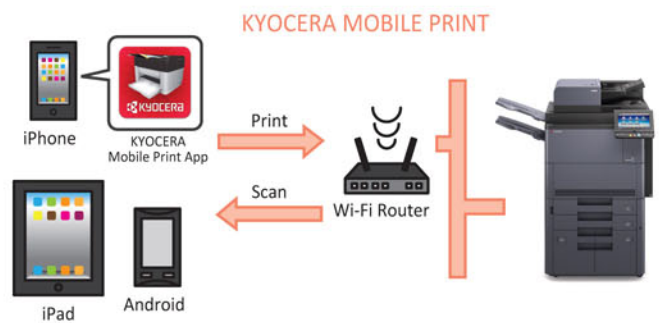 KYOCERA MOBILE PRINT
KYOCERA
iPhone
KYOCERA
Mobile Print App
Print
Scan
Wi-Fi Router
iPad
Android